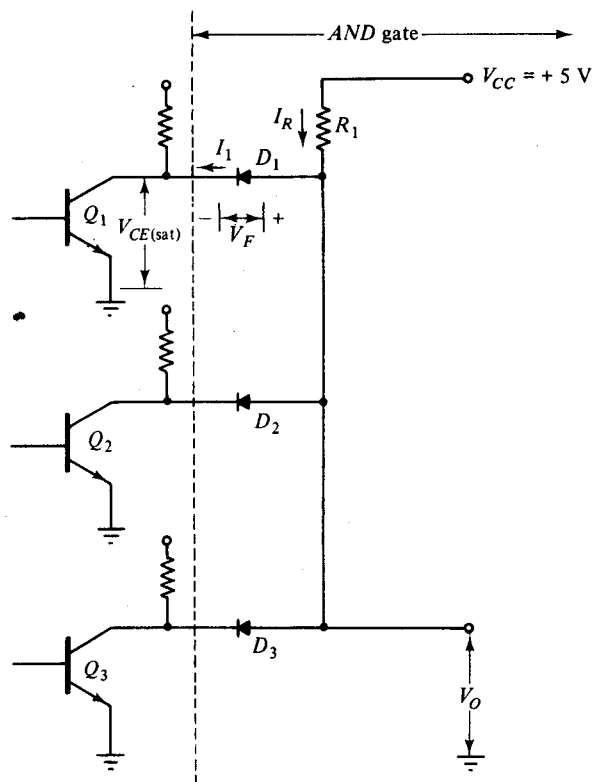 AND gate
V_CC = + 5 V
I_R
R_1
I_1
D_1
Q_1
V_CE(sat)
− V_F +
Q_2
D_2
Q_3
D_3
V_O